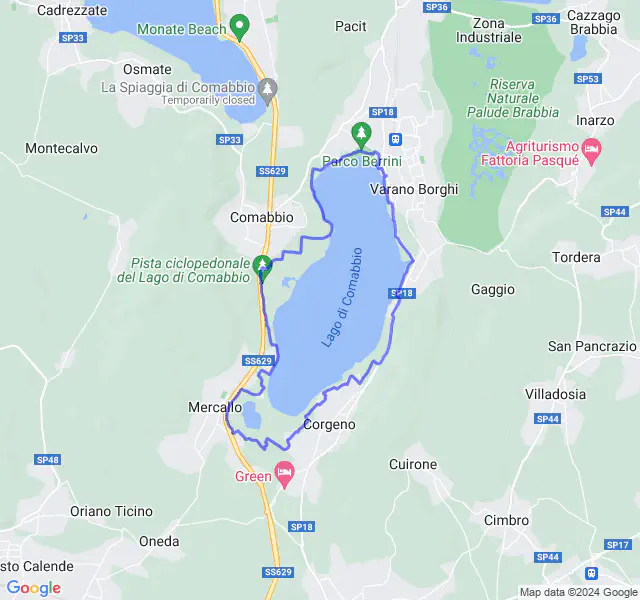 Cadrezzate
SP36
Zona
Industriale
SP36
Cazzago
Brabbia
Monate Beach
Pacit
SP33
Osmate
La Spiaggia di Comabbio
Temporarily closed
SP53
Riserva
Naturale
Palude Brabbia
SP18
Inarzo
Montecalvo
SP33
Parco Berrini
Agriturismo
Fattoria Pasqué
SS629
Varano Borghi
SP44
Comabbio
Pista ciclopedonale
del Lago di Comabbio
Lago di Comabbio
Tordera
Gaggio
SP18
San Pancrazio
SS629
Mercallo
Villadosia
SP44
Corgeno
SP48
Green
Cuirone
Oriano Ticino
SP18
Cimbro
Oneda
SP17
SP44
sto Calende
SS629
Google
Map data ©2024 Google